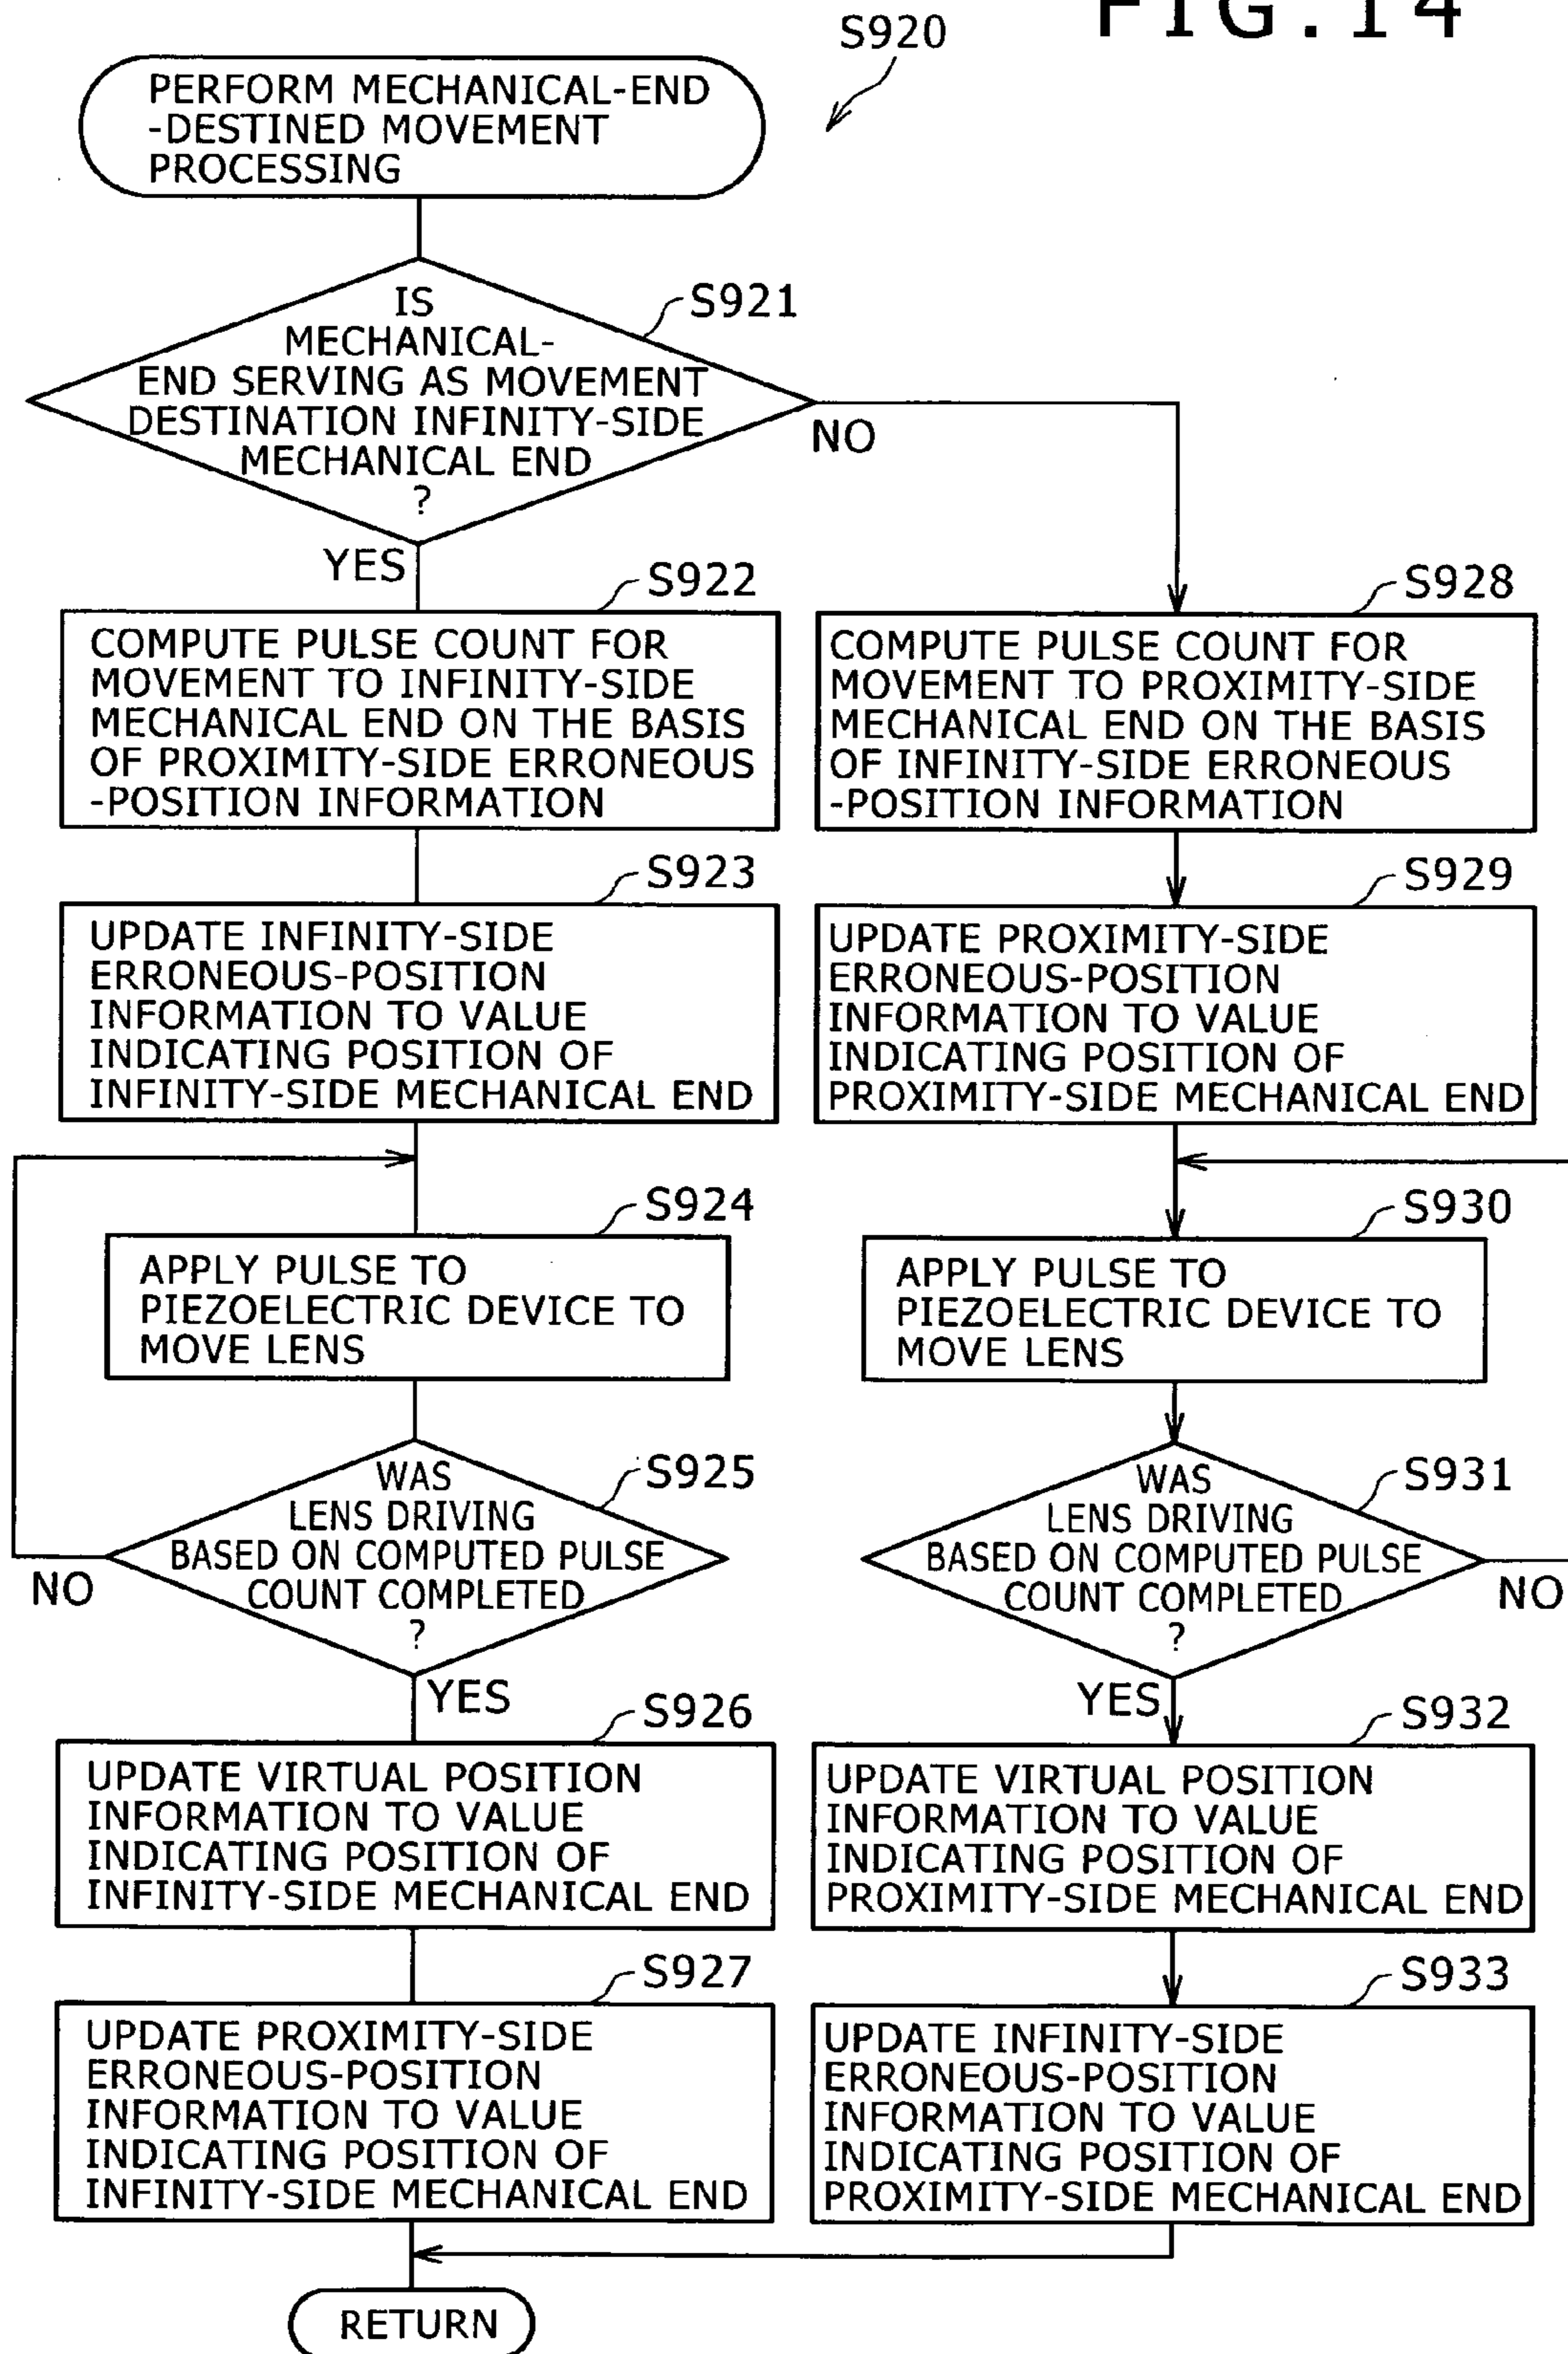 FIG.14
S920
PERFORM MECHANICAL-END
-DESTINED MOVEMENT
PROCESSING
S921
IS
MECHANICAL-
END SERVING AS MOVEMENT
DESTINATION INFINITY-SIDE
MECHANICAL END
?
NO
YES
S922
COMPUTE PULSE COUNT FOR
MOVEMENT TO INFINITY-SIDE
MECHANICAL END ON THE BASIS
OF PROXIMITY-SIDE ERRONEOUS
-POSITION INFORMATION
S923
UPDATE INFINITY-SIDE
ERRONEOUS-POSITION
INFORMATION TO VALUE
INDICATING POSITION OF
INFINITY-SIDE MECHANICAL END
S924
APPLY PULSE TO
PIEZOELECTRIC DEVICE TO
MOVE LENS
S925
WAS
LENS DRIVING
BASED ON COMPUTED PULSE
COUNT COMPLETED
?
NO
YES
S926
UPDATE VIRTUAL POSITION
INFORMATION TO VALUE
INDICATING POSITION OF
INFINITY-SIDE MECHANICAL END
S927
UPDATE PROXIMITY-SIDE
ERRONEOUS-POSITION
INFORMATION TO VALUE
INDICATING POSITION OF
INFINITY-SIDE MECHANICAL END
S928
COMPUTE PULSE COUNT FOR
MOVEMENT TO PROXIMITY-SIDE
MECHANICAL END ON THE BASIS
OF INFINITY-SIDE ERRONEOUS
-POSITION INFORMATION
S929
UPDATE PROXIMITY-SIDE
ERRONEOUS-POSITION
INFORMATION TO VALUE
INDICATING POSITION OF
PROXIMITY-SIDE MECHANICAL END
S930
APPLY PULSE TO
PIEZOELECTRIC DEVICE TO
MOVE LENS
S931
WAS
LENS DRIVING
BASED ON COMPUTED PULSE
COUNT COMPLETED
?
NO
YES
S932
UPDATE VIRTUAL POSITION
INFORMATION TO VALUE
INDICATING POSITION OF
PROXIMITY-SIDE MECHANICAL END
S933
UPDATE INFINITY-SIDE
ERRONEOUS-POSITION
INFORMATION TO VALUE
INDICATING POSITION OF
PROXIMITY-SIDE MECHANICAL END
RETURN